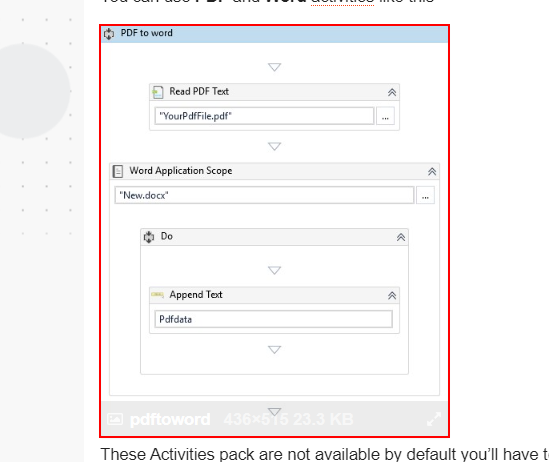 You can use PDF and Word activities like this
PDF to word
Read PDF Text
"YourPdfFile.pdf"
...
Word Application Scope
"New.docx"
...
Do
Append Text
Pdfdata
pdftoword 436×515 23.3 KB
These Activities pack are not available by default you'll have t